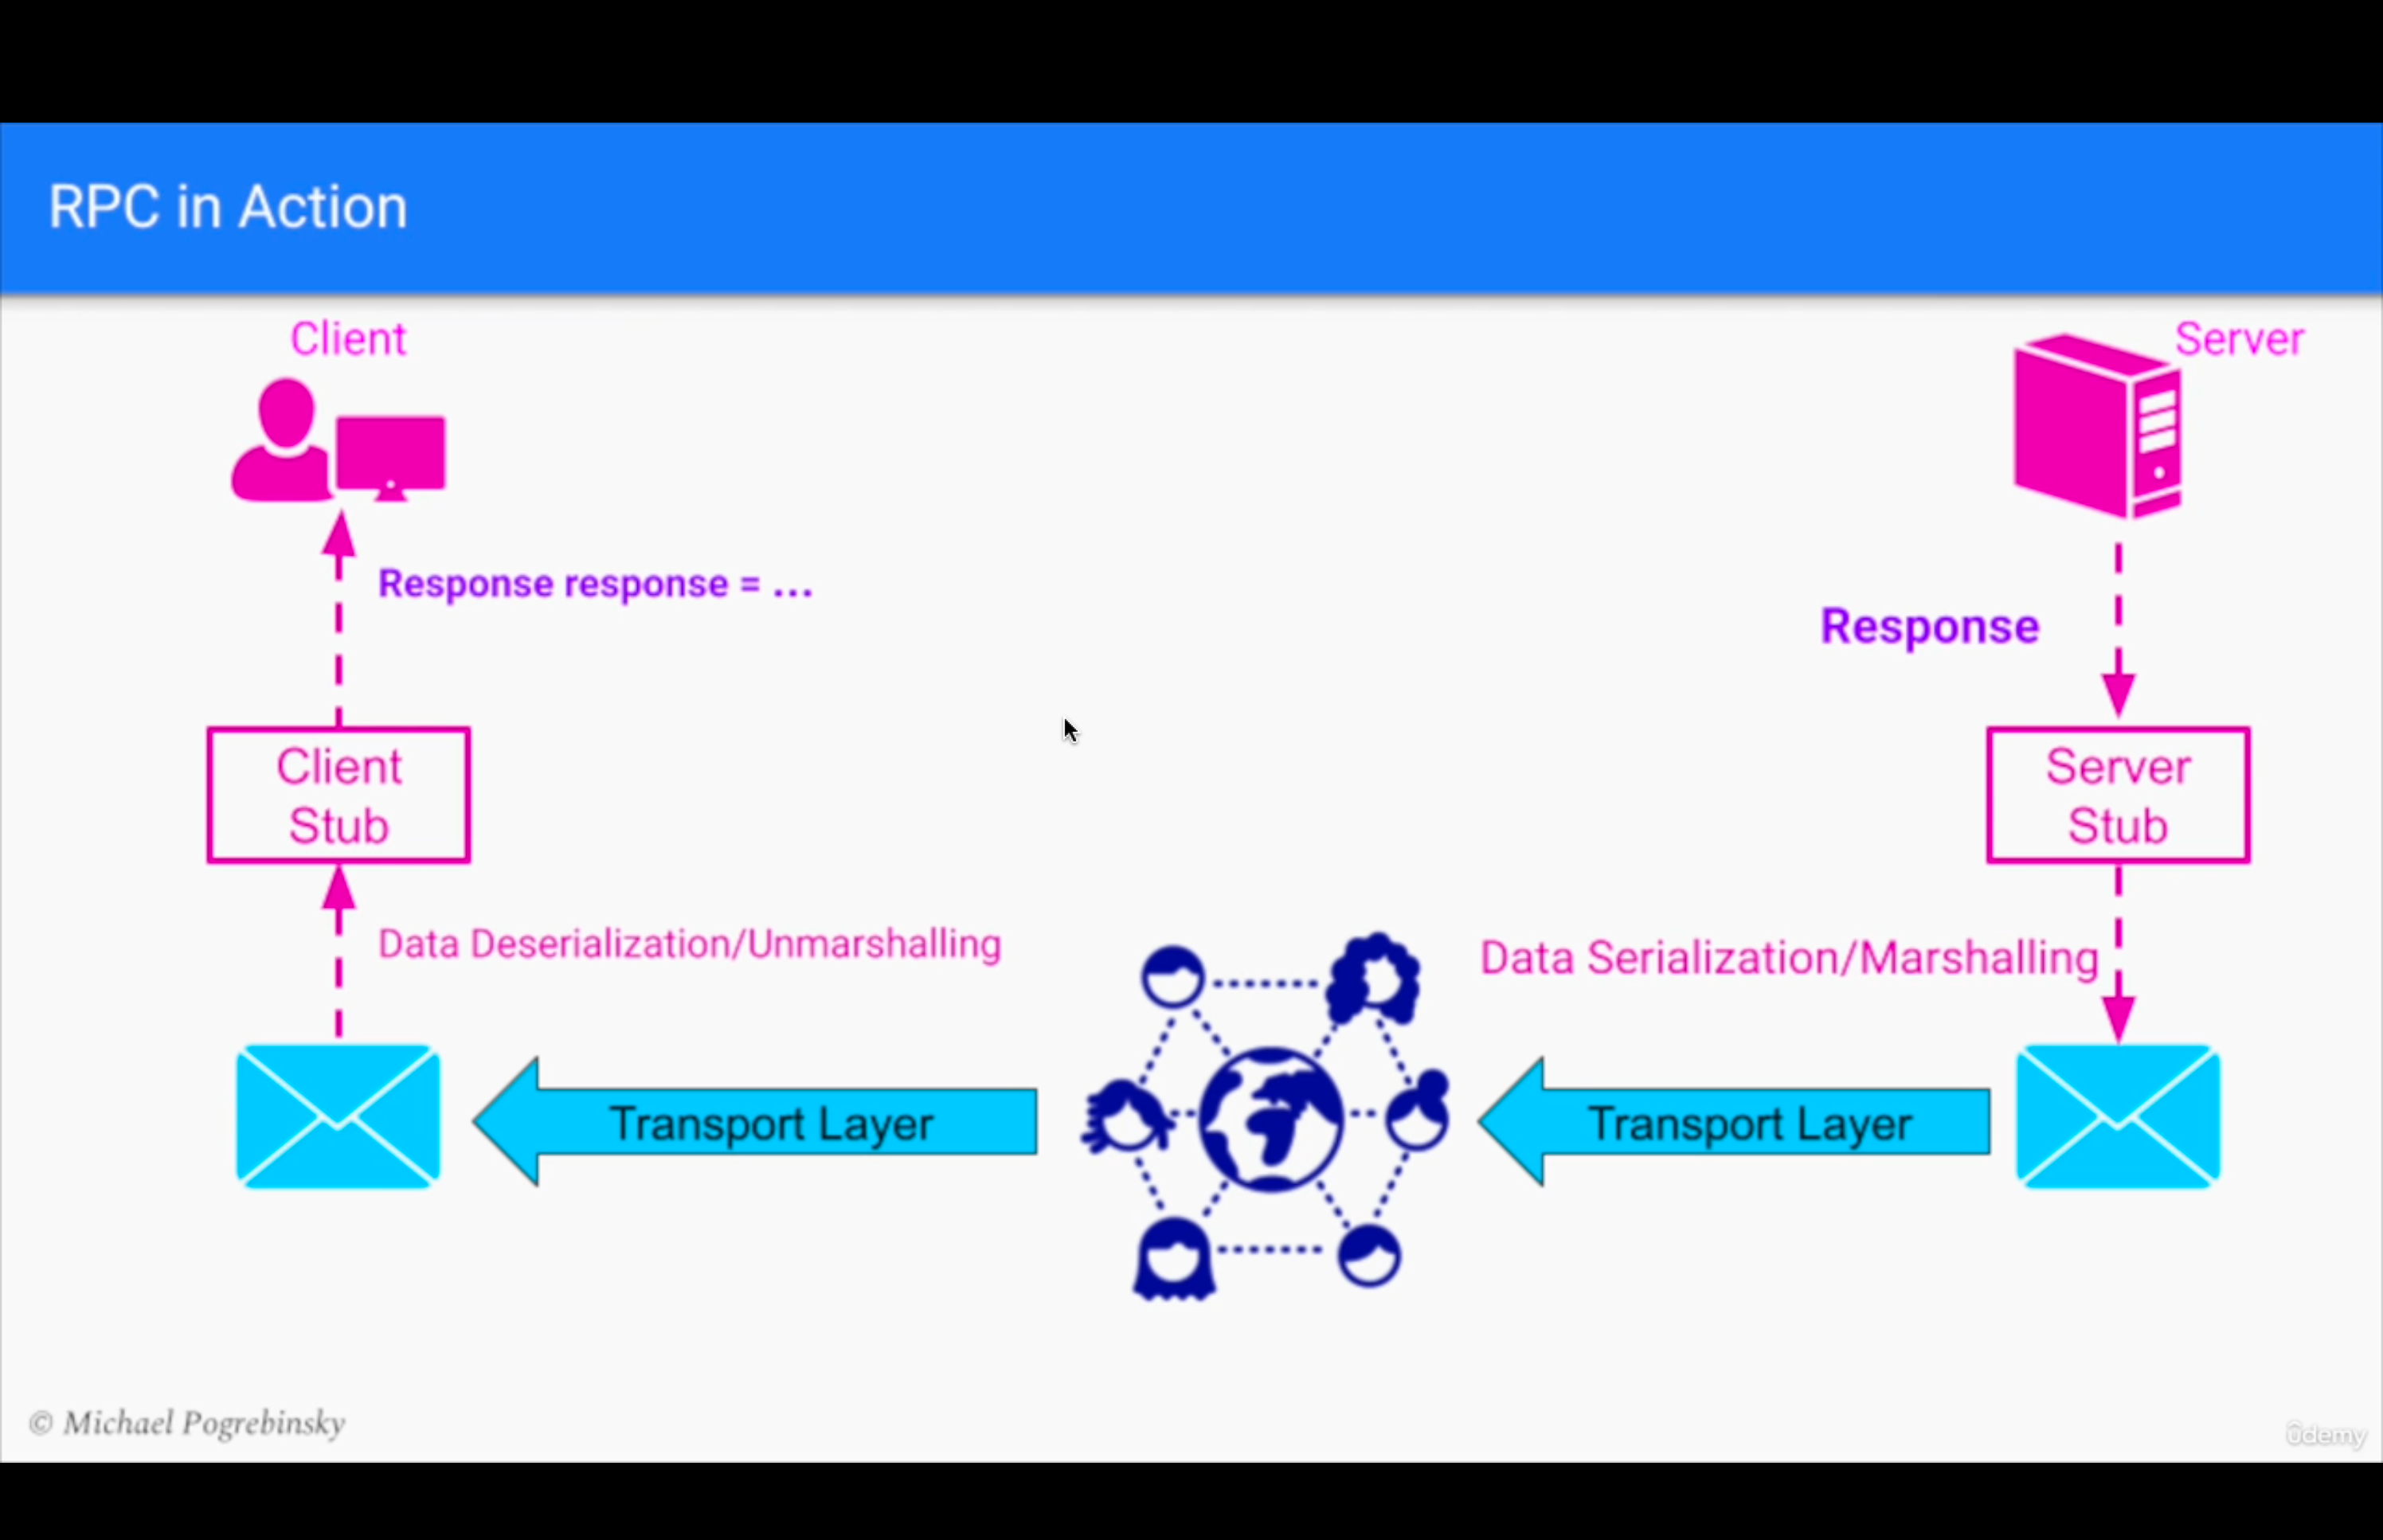 RPC in Action
Client
Server
Response response = ...
Response
Client
Stub
Server
Stub
Data Deserialization/Unmarshalling
Data Serialization/Marshalling
Transport Layer
Transport Layer
© Michael Pogrebinsky
ûdemy